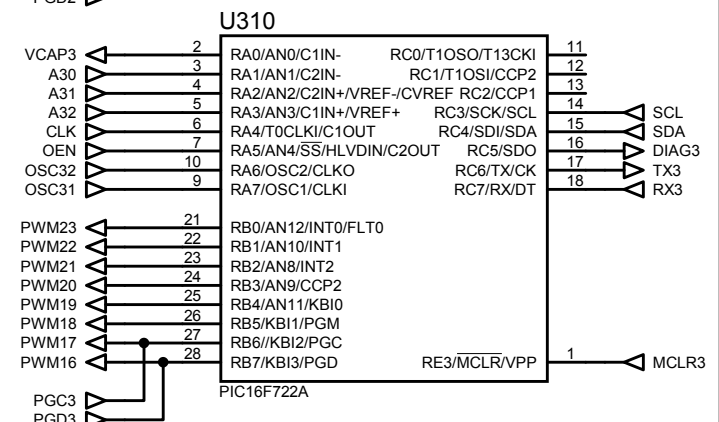 PGD2
U310
VCAP3 2 RA0/AN0/C1IN- RC0/T1OSO/T13CKI 11
A30 3 RA1/AN1/C2IN- RC1/T1OSI/CCP2 12
A31 4 RA2/AN2/C2IN+/VREF-/CVREF RC2/CCP1 13
A32 5 RA3/AN3/C1IN+/VREF+ RC3/SCK/SCL 14 SCL
CLK 6 RA4/T0CLKI/C1OUT RC4/SDI/SDA 15 SDA
OEN 7 RA5/AN4/SS/HLVDIN/C2OUT RC5/SDO 16 DIAG3
OSC32 10 RA6/OSC2/CLKO RC6/TX/CK 17 TX3
OSC31 9 RA7/OSC1/CLKI RC7/RX/DT 18 RX3
PWM23 21 RB0/AN12/INT0/FLT0
PWM22 22 RB1/AN10/INT1
PWM21 23 RB2/AN8/INT2
PWM20 24 RB3/AN9/CCP2
PWM19 25 RB4/AN11/KBI0
PWM18 26 RB5/KBI1/PGM
PWM17 27 RB6//KBI2/PGC
PWM16 28 RB7/KBI3/PGD RE3/MCLR/VPP 1 MCLR3
PIC16F722A
PGC3
PGD3